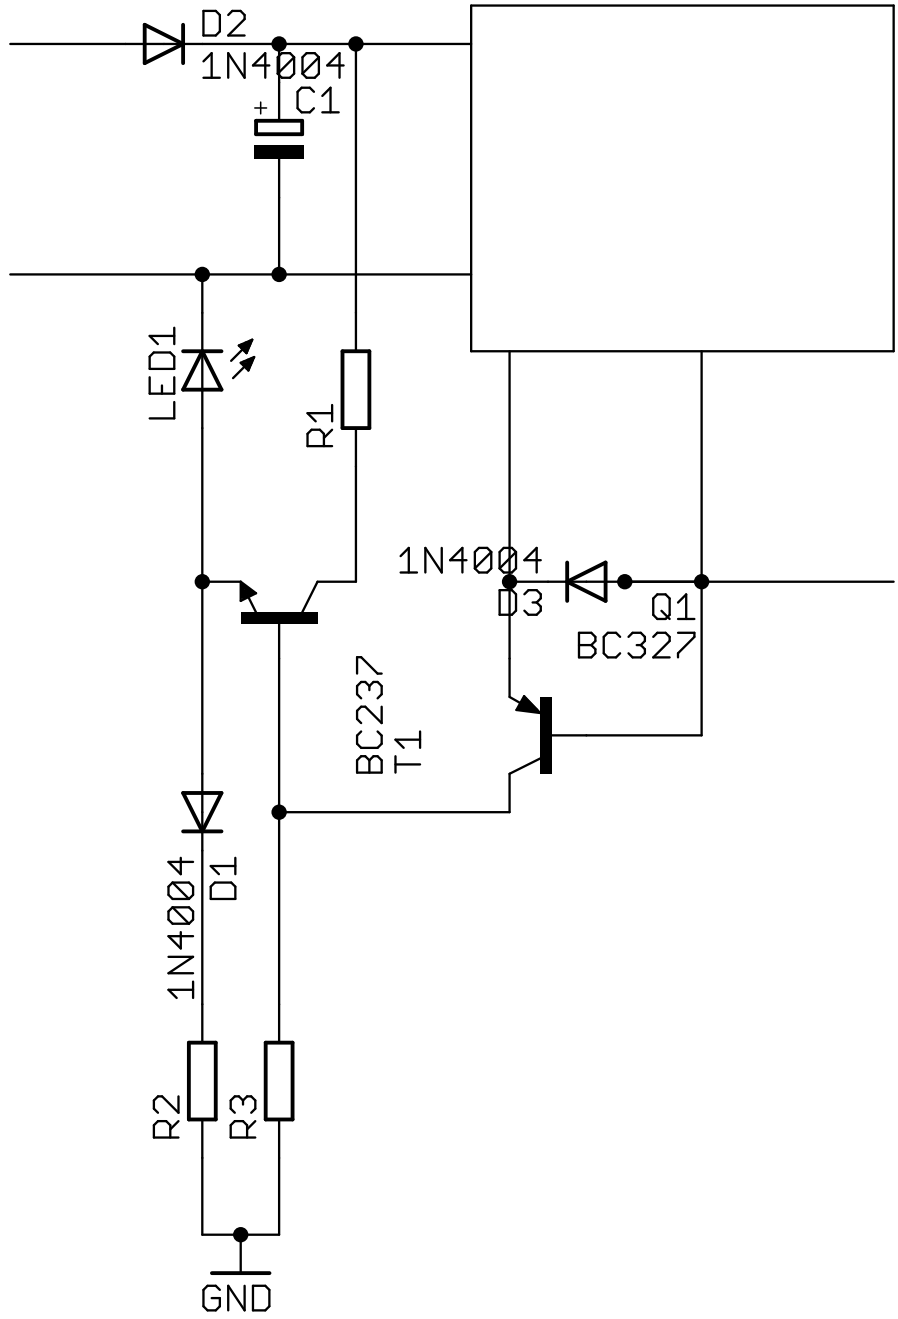 D2
1N4004
C1
+
LED1
R1
1N4004
D3
Q1
BC327
BC237
T1
1N4004
D1
R2
R3
GND